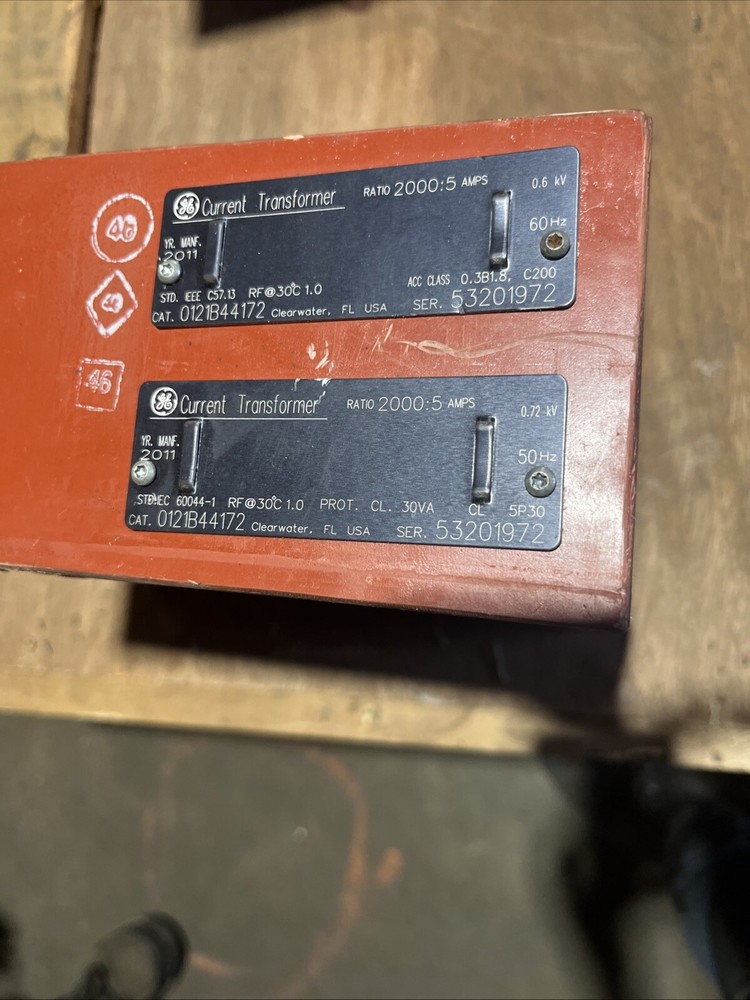 GE Current Transformer RATIO 2000:5 AMPS 0.6 kV
YR. MANF. 60Hz
2011
ACC CLASS 0.3B1.8, C200
STD. IEEE C57.13 RF@30°C 1.0
CAT. 0121B44172 Clearwater, FL USA SER. 53201972
46
46
GE Current Transformer RATIO 2000:5 AMPS 0.72 kV
YR. MANF. 50Hz
2011
STD. IEC 60044-1 RF@30°C 1.0 PROT. CL. 30VA CL 5P30
CAT. 0121B44172 Clearwater, FL USA SER. 53201972